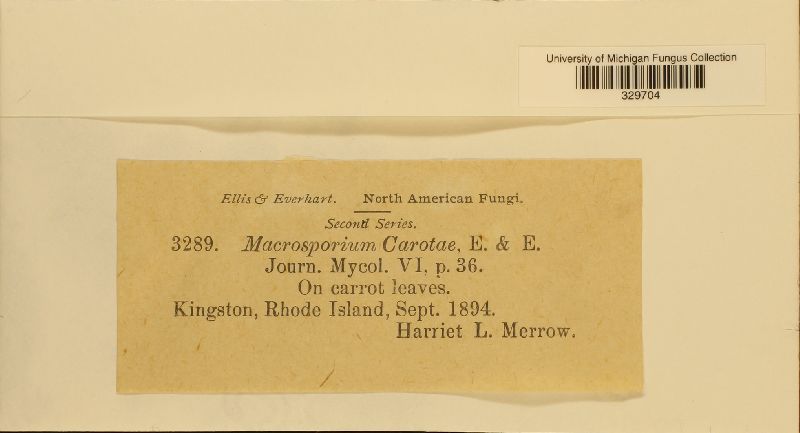 University of Michigan Fungus Collection
329704
Ellis & Everhart. North American Fungi.
Second Series.
3289. Macrosporium Carotae, E. & E.
Journ. Mycol. VI, p. 36.
On carrot leaves.
Kingston, Rhode Island, Sept. 1894.
Harriet L. Merrow.